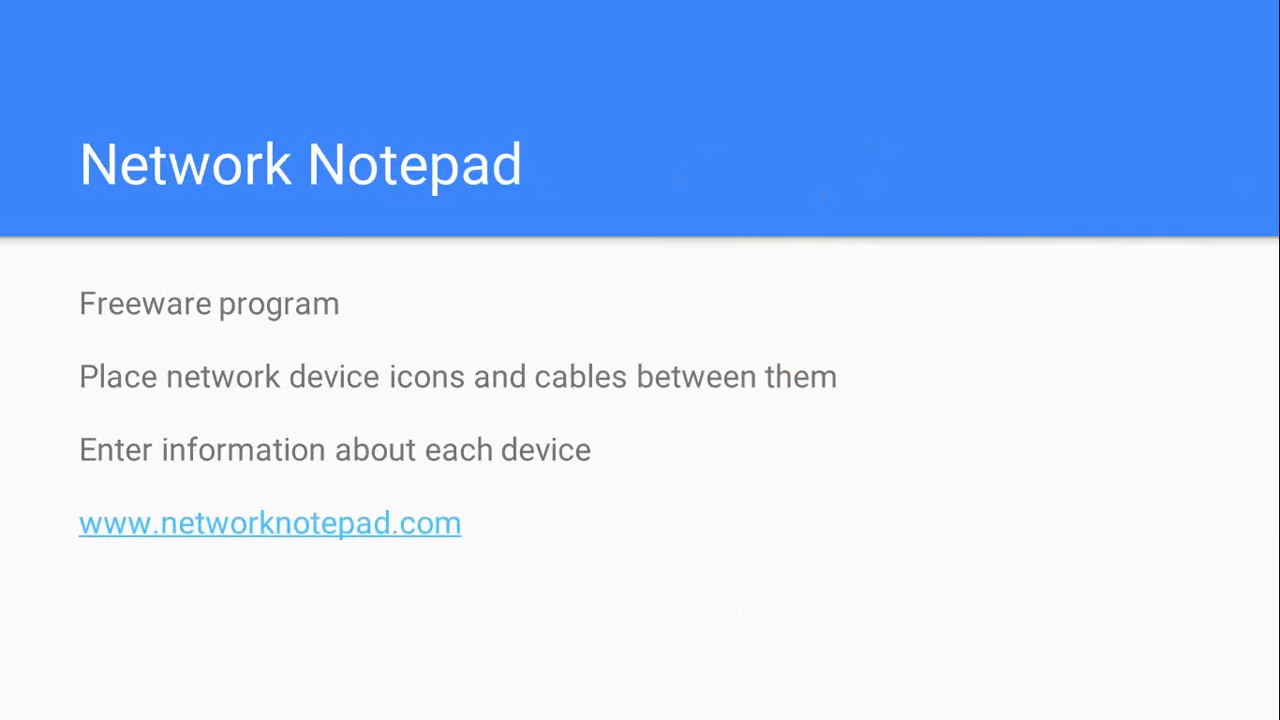 Network Notepad
Freeware program
Place network device icons and cables between them
Enter information about each device
www.networknotepad.com